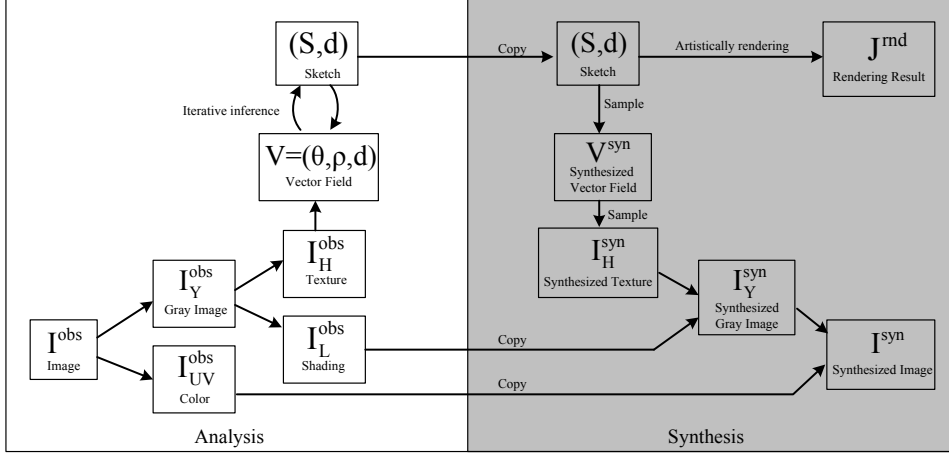 (S,d)
Sketch
Copy
(S,d)
Sketch
Artistically rendering
J^rnd
Rendering Result
Iterative inference
Sample
V=(θ,ρ,d)
Vector Field
V^syn
Synthesized
Vector Field
Sample
I_H^obs
Texture
I_H^syn
Synthesized Texture
I_Y^obs
Gray Image
I_Y^syn
Synthesized
Gray Image
I^obs
Image
I_L^obs
Shading
Copy
I^syn
Synthesized Image
I_UV^obs
Color
Copy
Analysis
Synthesis